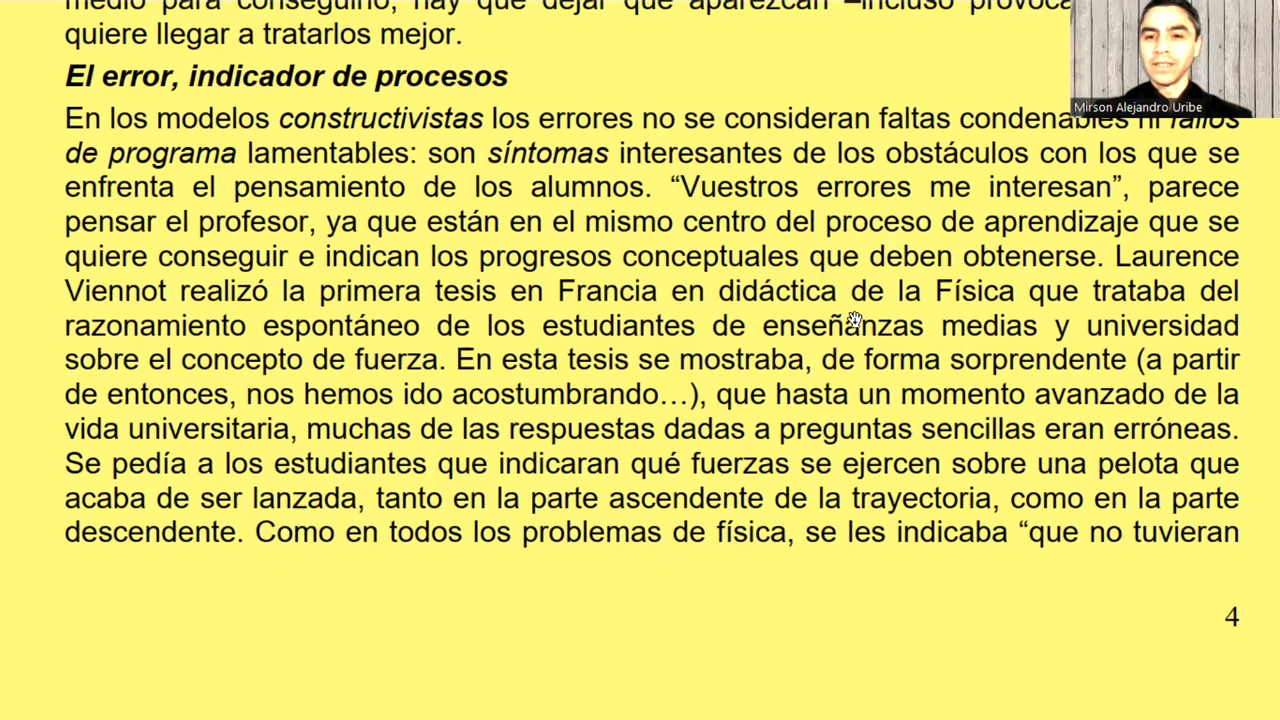 medio para conseguirlo, hay que dejar que aparezcan –incluso
quiere llegar a tratarlos mejor.
El error, indicador de procesos
Mirson Alejandro Uribe
En los modelos constructivistas los errores no se consideran faltas condenables ni fallos
de programa lamentables: son síntomas interesantes de los obstáculos con los que se
enfrenta el pensamiento de los alumnos. “Vuestros errores me interesan”, parece
pensar el profesor, ya que están en el mismo centro del proceso de aprendizaje que se
quiere conseguir e indican los progresos conceptuales que deben obtenerse. Laurence
Viennot realizó la primera tesis en Francia en didáctica de la Física que trataba del
razonamiento espontáneo de los estudiantes de enseñanzas medias y universidad
sobre el concepto de fuerza. En esta tesis se mostraba, de forma sorprendente (a partir
de entonces, nos hemos ido acostumbrando…), que hasta un momento avanzado de la
vida universitaria, muchas de las respuestas dadas a preguntas sencillas eran erróneas.
Se pedía a los estudiantes que indicaran qué fuerzas se ejercen sobre una pelota que
acaba de ser lanzada, tanto en la parte ascendente de la trayectoria, como en la parte
descendente. Como en todos los problemas de física, se les indicaba “que no tuvieran
4